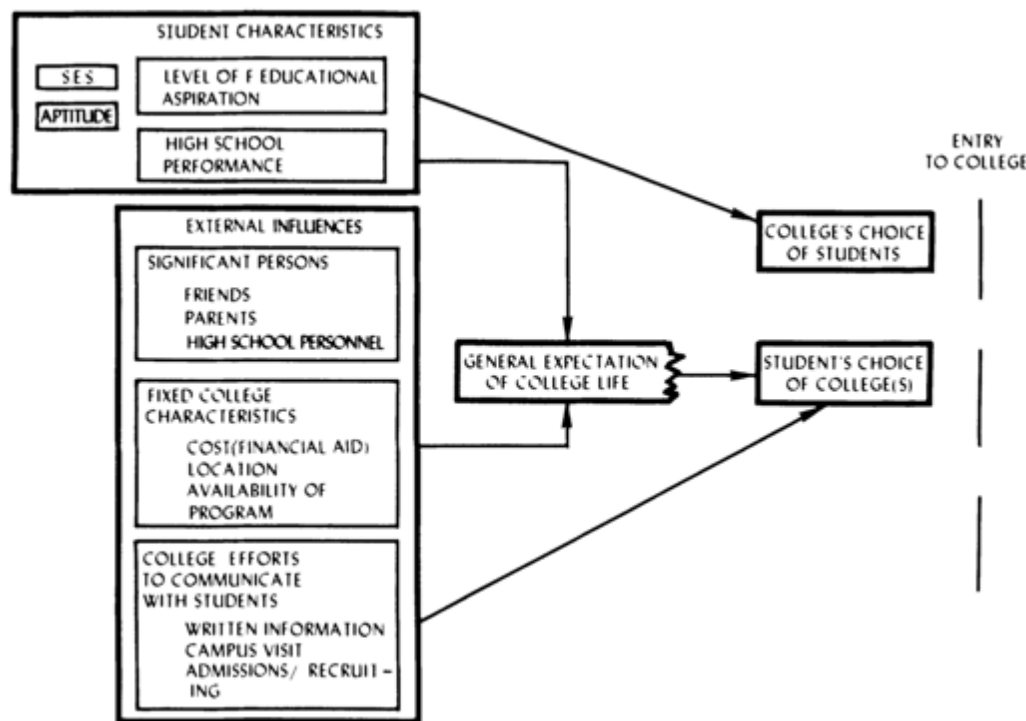 STUDENT CHARACTERISTICS
SES
APTITUDE
LEVEL OF F EDUCATIONAL
ASPIRATION
HIGH SCHOOL
PERFORMANCE
EXTERNAL INFLUENCES
SIGNIFICANT PERSONS
FRIENDS
PARENTS
HIGH SCHOOL PERSONNEL
FIXED COLLEGE
CHARACTERISTICS
COST(FINANCIAL AID)
LOCATION
AVAILABILITY OF
PROGRAM
COLLEGE EFFORTS
TO COMMUNICATE
WITH STUDENTS
WRITTEN INFORMATION
CAMPUS VISIT
ADMISSIONS/ RECRUIT-
ING
GENERAL EXPECTATION
OF COLLEGE LIFE
ENTRY
TO COLLEGE
COLLEGE'S CHOICE
OF STUDENTS
STUDENT'S CHOICE
OF COLLEGE(S)